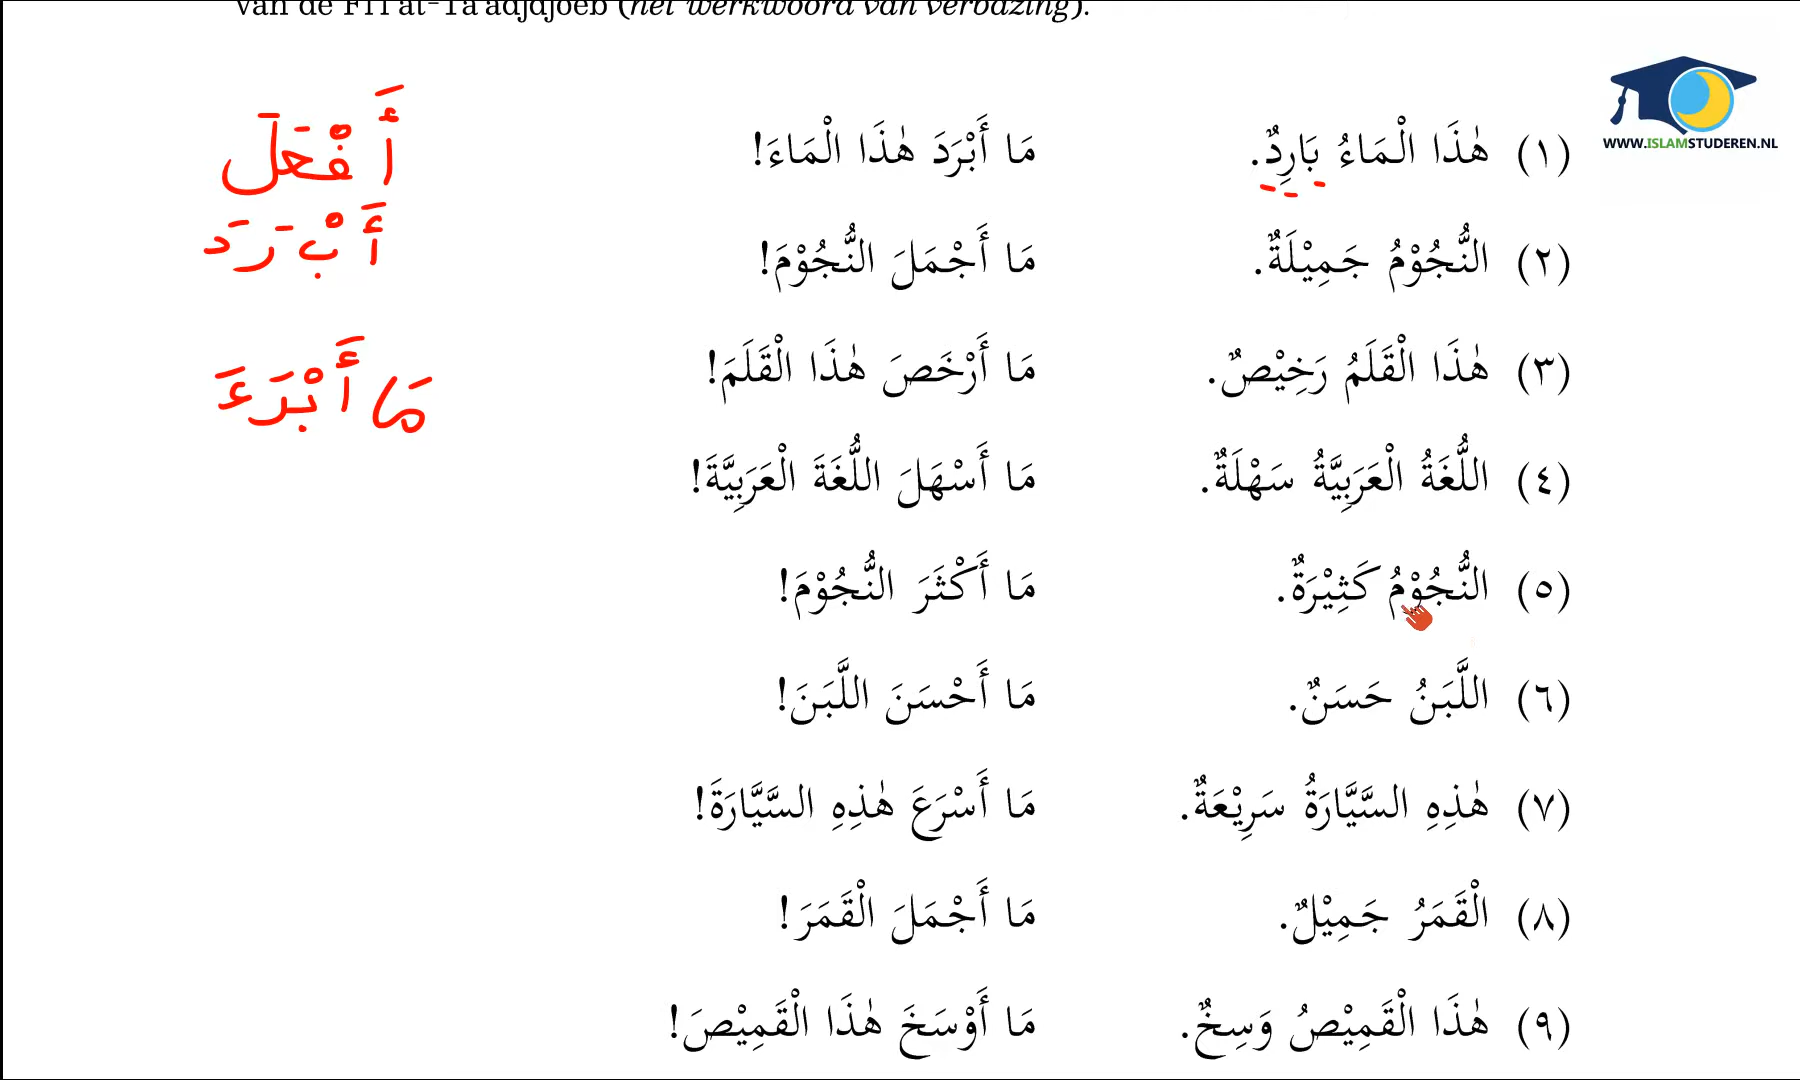 van de Fi'l at-Ta'adjdjoeb (het werkwoord van verbazing).
WWW.ISLAMSTUDEREN.NL
(١) هٰذَا الْمَاءُ بَارِدٌ. مَا أَبْرَدَ هٰذَا الْمَاءَ!
(٢) النُّجُوْمُ جَمِيْلَةٌ. مَا أَجْمَلَ النُّجُوْمَ!
(٣) هٰذَا الْقَلَمُ رَخِيْصٌ. مَا أَرْخَصَ هٰذَا الْقَلَمَ!
(٤) اللُّغَةُ الْعَرَبِيَّةُ سَهْلَةٌ. مَا أَسْهَلَ اللُّغَةَ الْعَرَبِيَّةَ!
(٥) النُّجُوْمُ كَثِيْرَةٌ. مَا أَكْثَرَ النُّجُوْمَ!
(٦) اللَّبَنُ حَسَنٌ. مَا أَحْسَنَ اللَّبَنَ!
(٧) هٰذِهِ السَّيَّارَةُ سَرِيْعَةٌ. مَا أَسْرَعَ هٰذِهِ السَّيَّارَةَ!
(٨) الْقَمَرُ جَمِيْلٌ. مَا أَجْمَلَ الْقَمَرَ!
(٩) هٰذَا الْقَمِيْصُ وَسِخٌ. مَا أَوْسَخَ هٰذَا الْقَمِيْصَ!
أَفْعَلَ
أَ بْ رَ دَ
مَا أَبْرَ